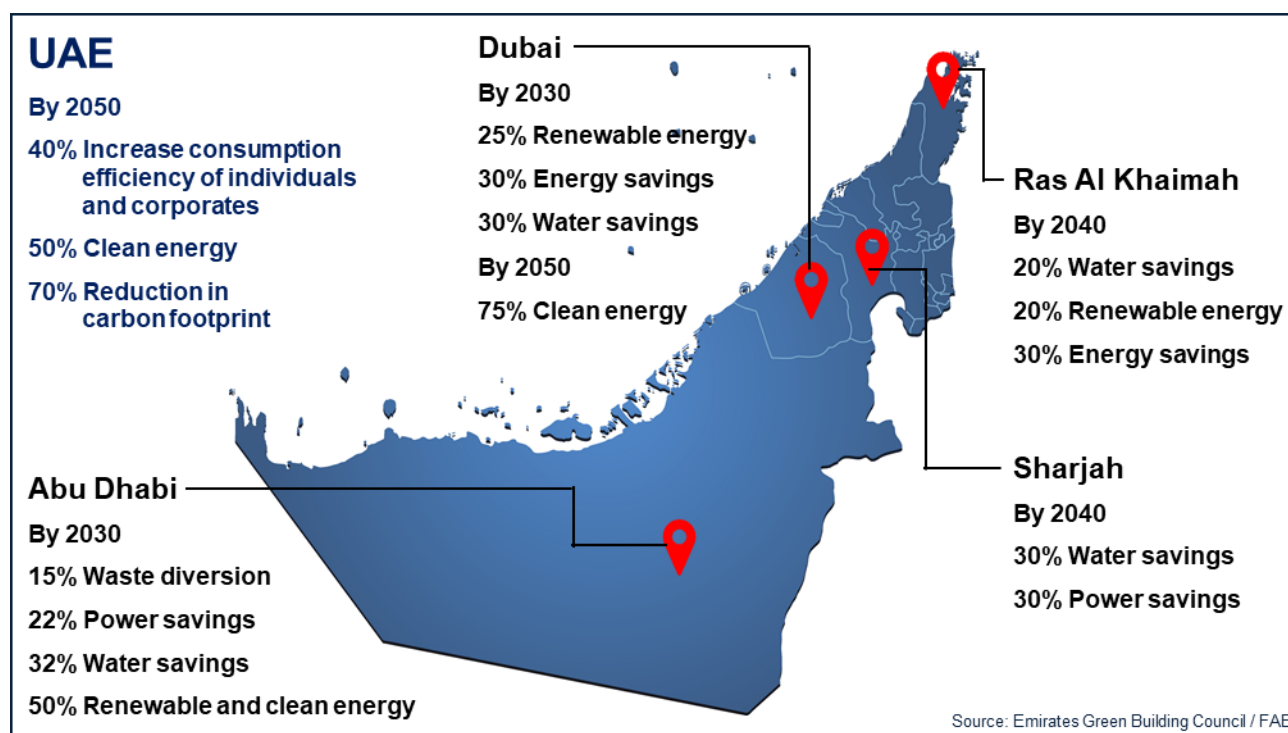 UAE
By 2050
40% Increase consumption
efficiency of individuals
and corporates
50% Clean energy
70% Reduction in
carbon footprint
Dubai
By 2030
25% Renewable energy
30% Energy savings
30% Water savings
By 2050
75% Clean energy
Ras Al Khaimah
By 2040
20% Water savings
20% Renewable energy
30% Energy savings
Sharjah
By 2040
30% Water savings
30% Power savings
Abu Dhabi
By 2030
15% Waste diversion
22% Power savings
32% Water savings
50% Renewable and clean energy
Source: Emirates Green Building Council / FAB